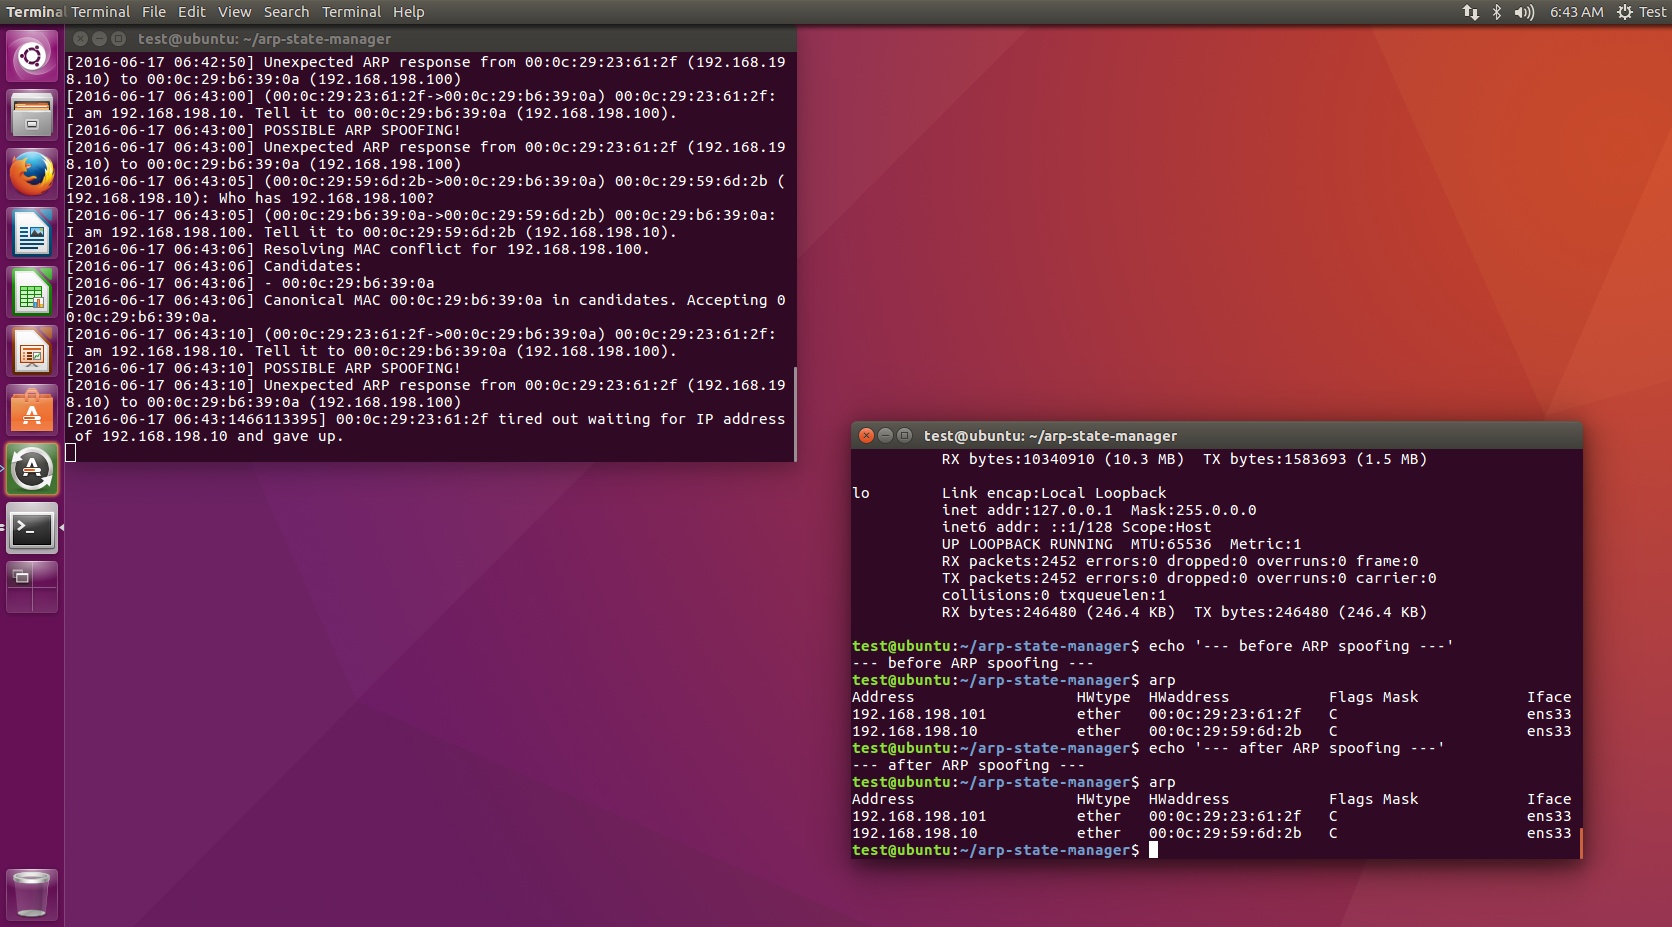 Terminal Terminal File Edit View Search Terminal Help
6:43 AM Test
test@ubuntu: ~/arp-state-manager
[2016-06-17 06:42:50] Unexpected ARP response from 00:0c:29:23:61:2f (192.168.19
8.10) to 00:0c:29:b6:39:0a (192.168.198.100)
[2016-06-17 06:43:00] (00:0c:29:23:61:2f->00:0c:29:b6:39:0a) 00:0c:29:23:61:2f:
I am 192.168.198.10. Tell it to 00:0c:29:b6:39:0a (192.168.198.100).
[2016-06-17 06:43:00] POSSIBLE ARP SPOOFING!
[2016-06-17 06:43:00] Unexpected ARP response from 00:0c:29:23:61:2f (192.168.19
8.10) to 00:0c:29:b6:39:0a (192.168.198.100)
[2016-06-17 06:43:05] (00:0c:29:59:6d:2b->00:0c:29:b6:39:0a) 00:0c:29:59:6d:2b (
192.168.198.10): Who has 192.168.198.100?
[2016-06-17 06:43:05] (00:0c:29:b6:39:0a->00:0c:29:59:6d:2b) 00:0c:29:b6:39:0a:
I am 192.168.198.100. Tell it to 00:0c:29:59:6d:2b (192.168.198.10).
[2016-06-17 06:43:06] Resolving MAC conflict for 192.168.198.100.
[2016-06-17 06:43:06] Candidates:
[2016-06-17 06:43:06] - 00:0c:29:b6:39:0a
[2016-06-17 06:43:06] Canonical MAC 00:0c:29:b6:39:0a in candidates. Accepting 0
0:0c:29:b6:39:0a.
[2016-06-17 06:43:10] (00:0c:29:23:61:2f->00:0c:29:b6:39:0a) 00:0c:29:23:61:2f:
I am 192.168.198.10. Tell it to 00:0c:29:b6:39:0a (192.168.198.100).
[2016-06-17 06:43:10] POSSIBLE ARP SPOOFING!
[2016-06-17 06:43:10] Unexpected ARP response from 00:0c:29:23:61:2f (192.168.19
8.10) to 00:0c:29:b6:39:0a (192.168.198.100)
[2016-06-17 06:43:1466113395] 00:0c:29:23:61:2f tired out waiting for IP address
 of 192.168.198.10 and gave up.
test@ubuntu: ~/arp-state-manager
RX bytes:10340910 (10.3 MB)  TX bytes:1583693 (1.5 MB)
lo        Link encap:Local Loopback
inet addr:127.0.0.1  Mask:255.0.0.0
inet6 addr: ::1/128 Scope:Host
UP LOOPBACK RUNNING  MTU:65536  Metric:1
RX packets:2452 errors:0 dropped:0 overruns:0 frame:0
TX packets:2452 errors:0 dropped:0 overruns:0 carrier:0
collisions:0 txqueuelen:1
RX bytes:246480 (246.4 KB)  TX bytes:246480 (246.4 KB)
test@ubuntu:~/arp-state-manager$ echo '--- before ARP spoofing ---'
--- before ARP spoofing ---
test@ubuntu:~/arp-state-manager$ arp
Address                  HWtype  HWaddress           Flags Mask            Iface
192.168.198.101          ether   00:0c:29:23:61:2f   C                     ens33
192.168.198.10           ether   00:0c:29:59:6d:2b   C                     ens33
test@ubuntu:~/arp-state-manager$ echo '--- after ARP spoofing ---'
--- after ARP spoofing ---
test@ubuntu:~/arp-state-manager$ arp
Address                  HWtype  HWaddress           Flags Mask            Iface
192.168.198.101          ether   00:0c:29:23:61:2f   C                     ens33
192.168.198.10           ether   00:0c:29:59:6d:2b   C                     ens33
test@ubuntu:~/arp-state-manager$